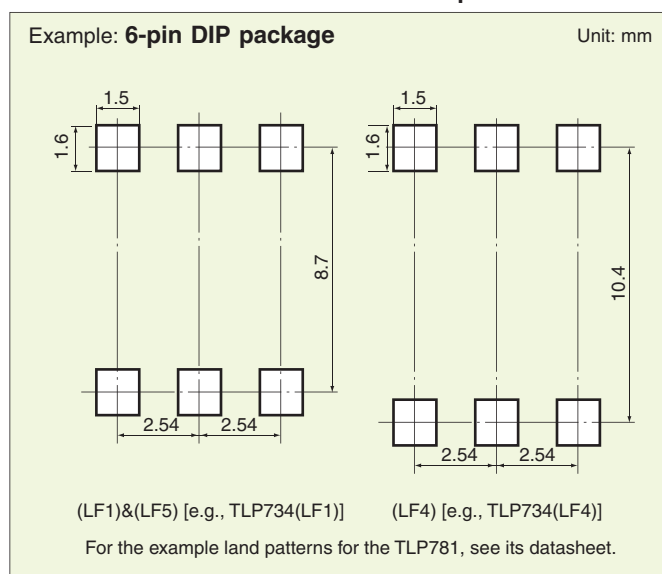 Example: 6-pin DIP package
Unit: mm
1.5
1.6
8.7
2.54
2.54
1.5
1.6
10.4
2.54
2.54
(LF1)&(LF5) [e.g., TLP734(LF1)]
(LF4) [e.g., TLP734(LF4)]
For the example land patterns for the TLP781, see its datasheet.